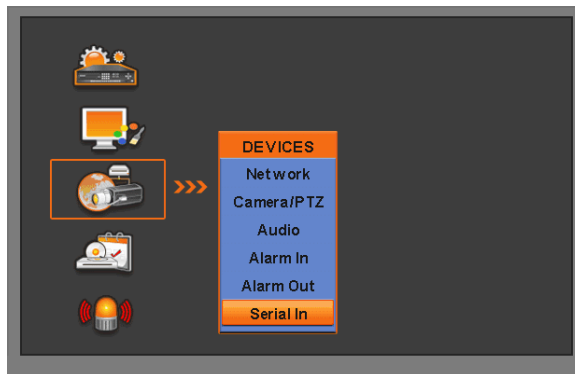 DEVICES
Network
Camera/PTZ
Audio
Alarm In
Alarm Out
Serial In